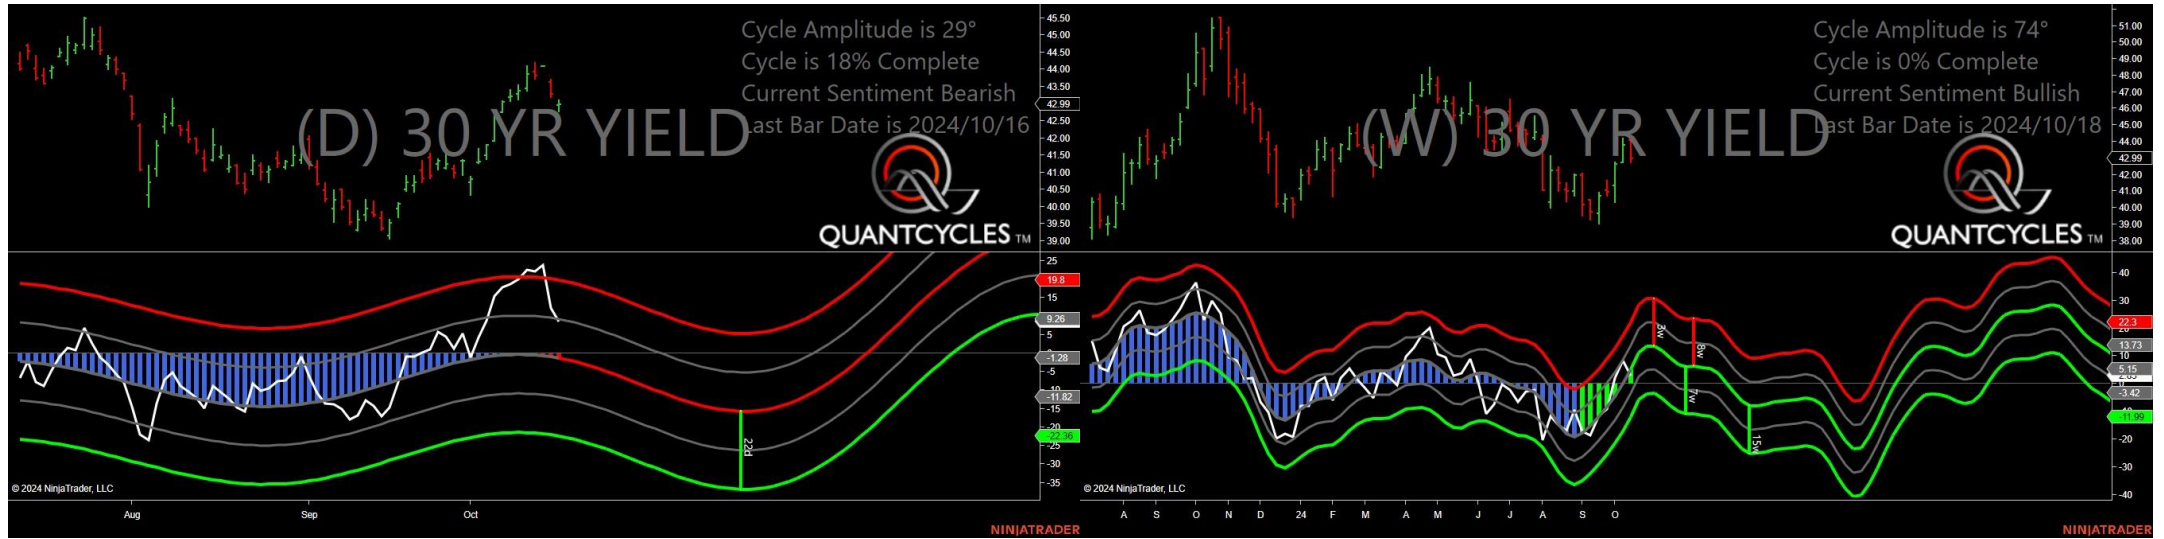 Cycle Amplitude is 29°
Cycle is 18% Complete
Current Sentiment Bearish
Last Bar Date is 2024/10/16
(D) 30 YR YIELD
QUANTCYCLES TM
45.50
45.00
44.50
44.00
43.50
42.99
42.50
42.00
41.50
41.00
40.50
40.00
39.50
39.00
25
19.8
15
9.26
5
-1.28
-5
-10
-11.82
-15
-20
-22.36
-25
-30
-35
22d
© 2024 NinjaTrader, LLC
Aug Sep Oct
NINJATRADER
Cycle Amplitude is 74°
Cycle is 0% Complete
Current Sentiment Bullish
Last Bar Date is 2024/10/18
(W) 30 YR YIELD
QUANTCYCLES TM
51.00
50.00
49.00
48.00
47.00
46.00
45.00
44.00
42.99
42.00
41.00
40.00
39.00
38.00
40
30
22.3
13.73
10
5.15
-3.42
-11.99
-20
-30
-40
3w
8w
7w
15w
© 2024 NinjaTrader, LLC
A S O N D 24 F M A M J J A S O
NINJATRADER